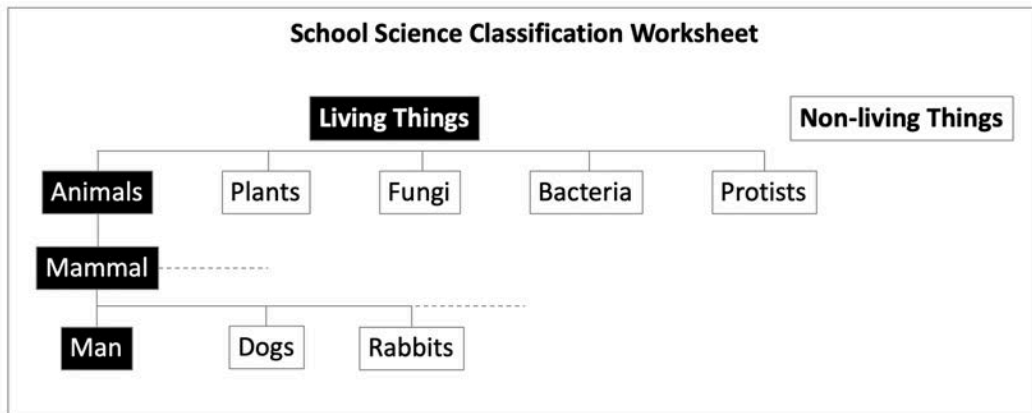 School Science Classification Worksheet
Living Things Non-living Things
Animals Plants Fungi Bacteria Protists
Mammal
Man Dogs Rabbits